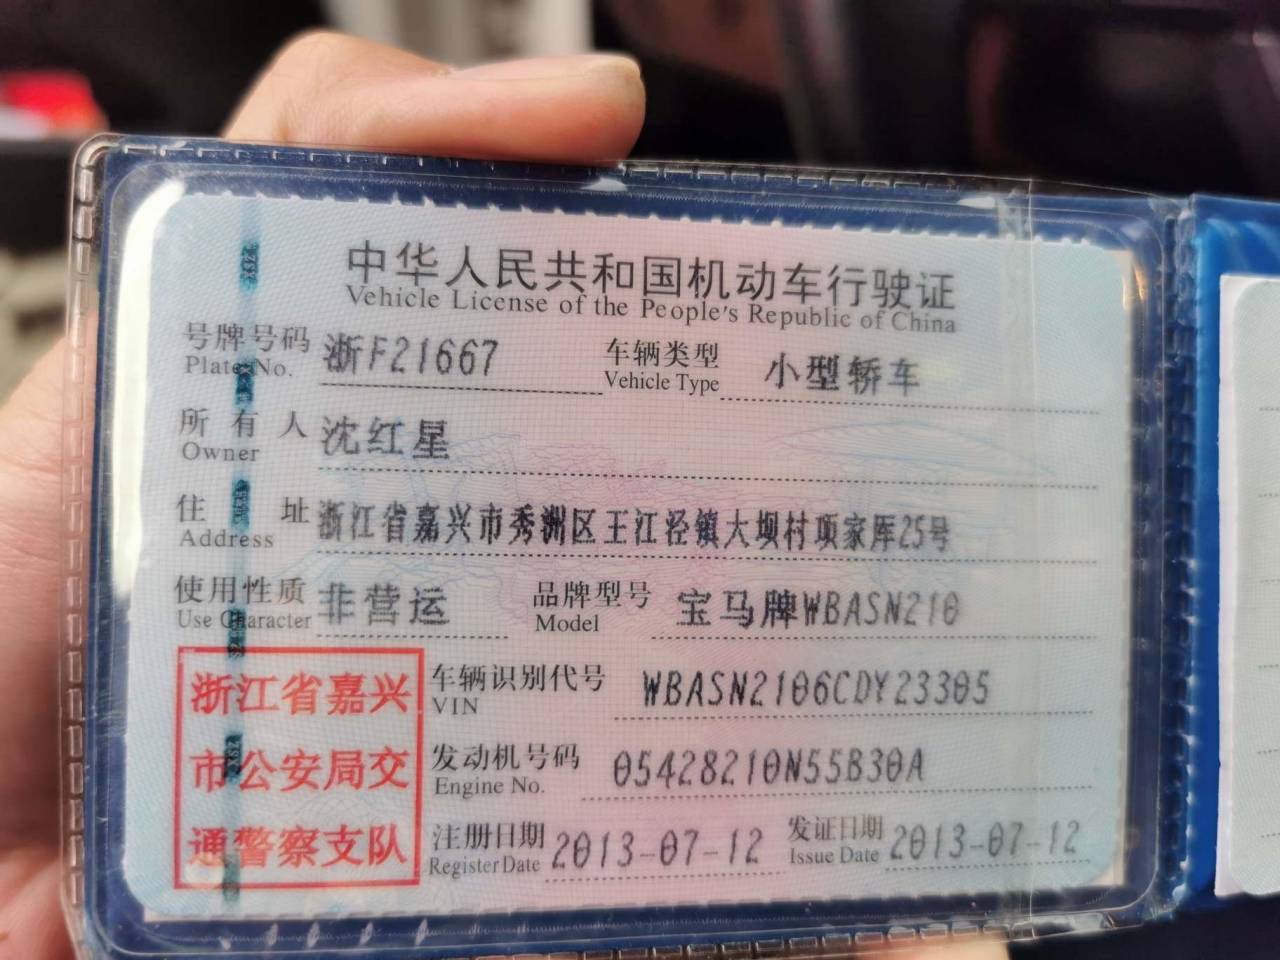 中华人民共和国机动车行驶证
Vehicle License of the People's Republic of China
号牌号码 浙F21667 车辆类型 小型轿车
Plate No. Vehicle Type
所有人 沈红星
Owner
住址 浙江省嘉兴市秀洲区王江泾镇大坝村项家厍25号
Address
使用性质 非营运 品牌型号 宝马牌WBASN210
Use Character Model
浙江省嘉兴 车辆识别代号 WBASN2106CDY23305
VIN
市公安局交 发动机号码 05428210N55B30A
Engine No.
通警察支队 注册日期 2013-07-12 发证日期 2013-07-12
Register Date Issue Date